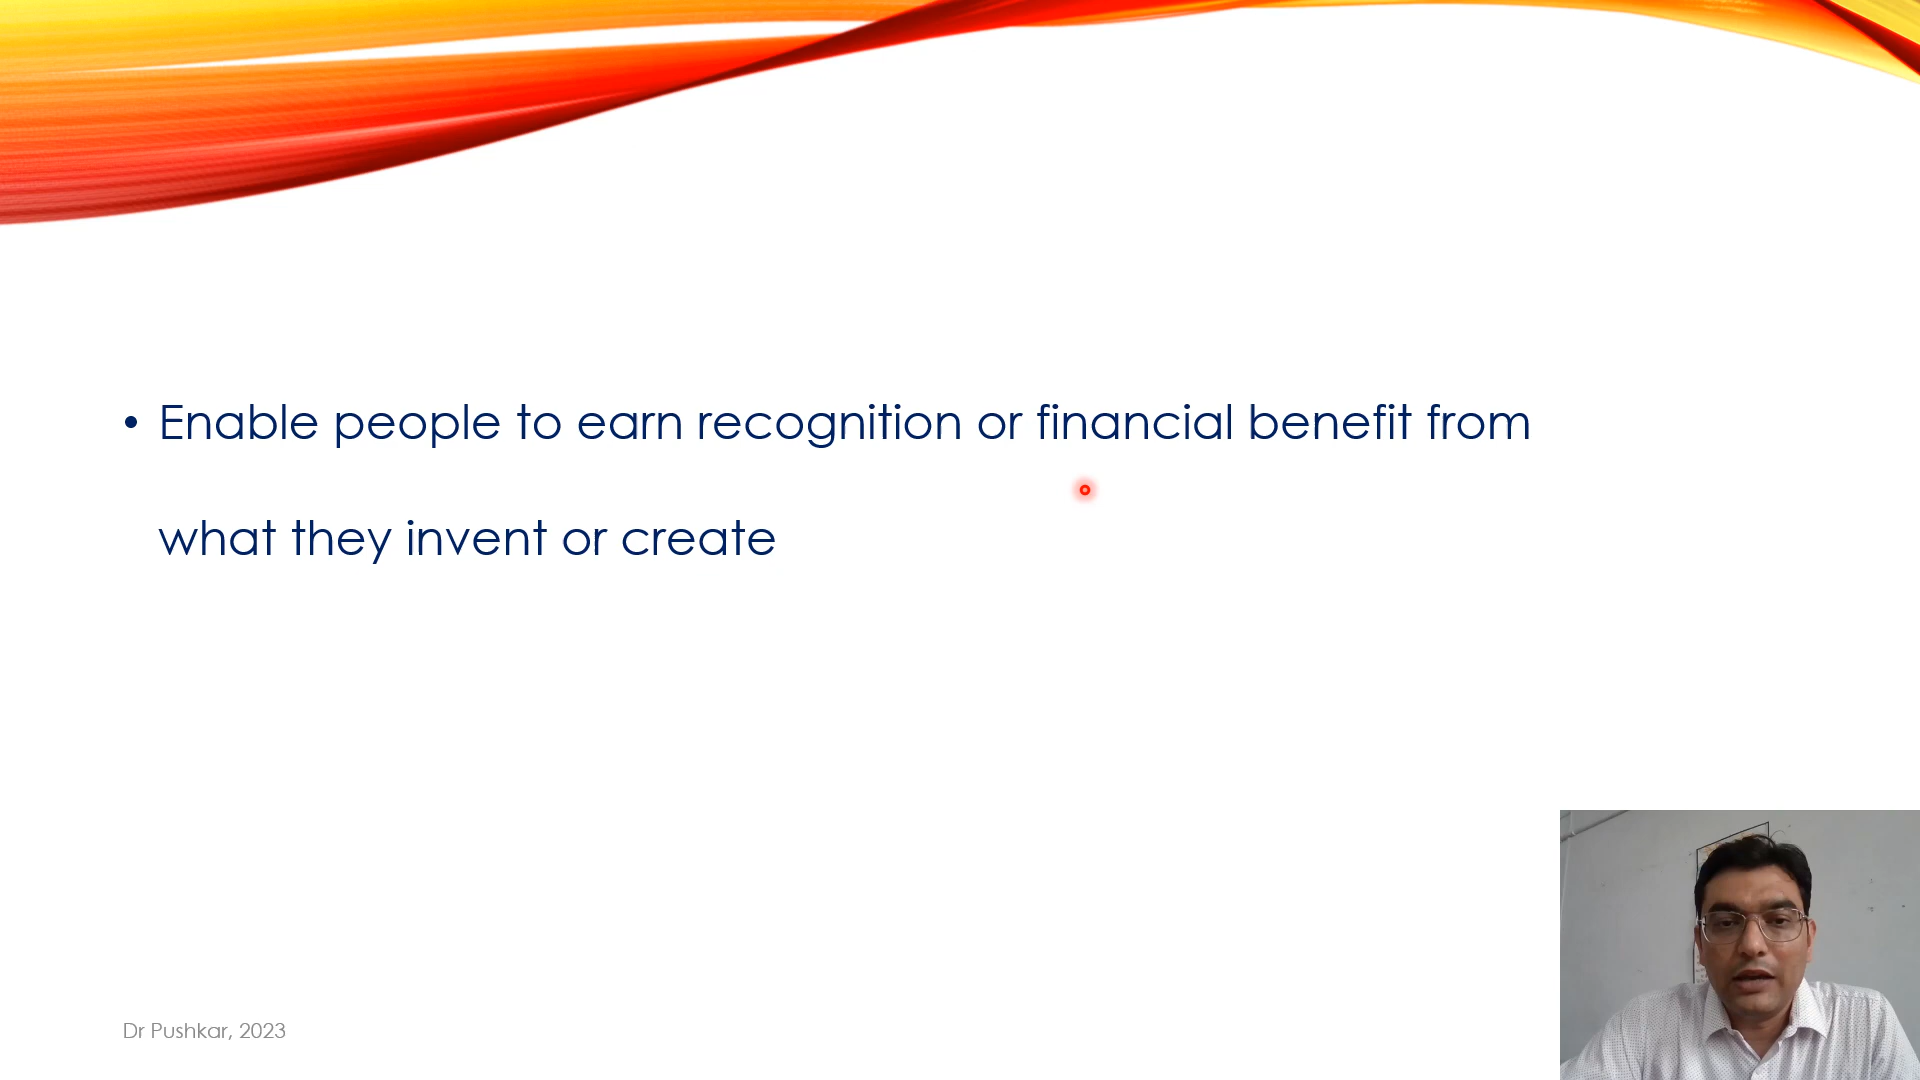 • Enable people to earn recognition or financial benefit from
what they invent or create
Dr Pushkar, 2023